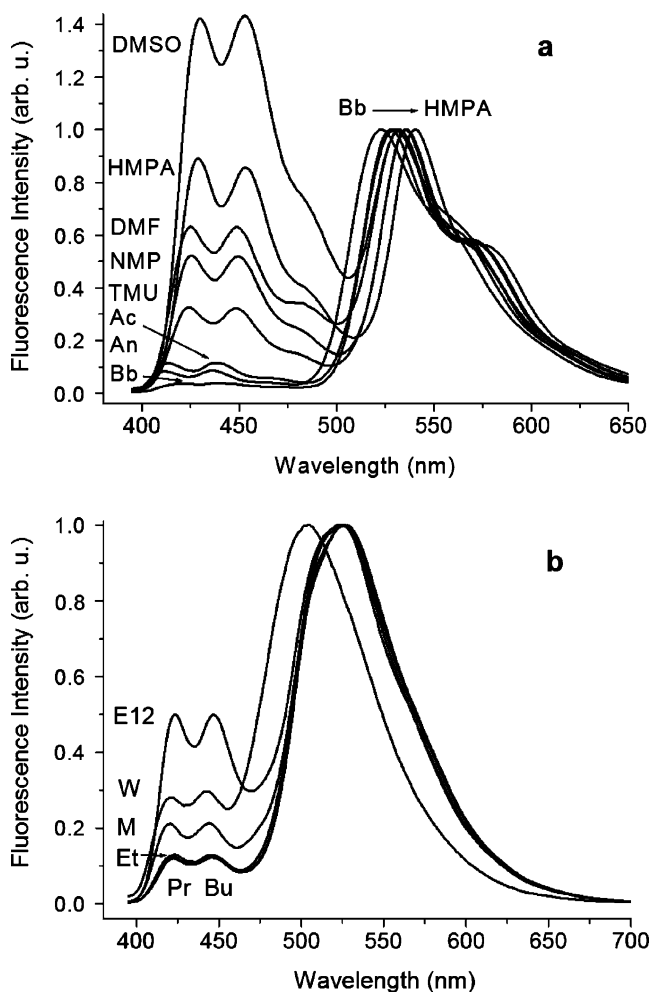 a
DMSO
Bb → HMPA
HMPA
DMF
NMP
TMU
Ac
An
Bb
1.4
1.2
1.0
0.8
0.6
0.4
0.2
0.0
Fluorescence Intensity (arb. u.)
400 450 500 550 600 650
Wavelength (nm)
b
E12
W
M
Et
Pr Bu
1.0
0.8
0.6
0.4
0.2
0.0
Fluorescence Intensity (arb. u.)
400 450 500 550 600 650 700
Wavelength (nm)